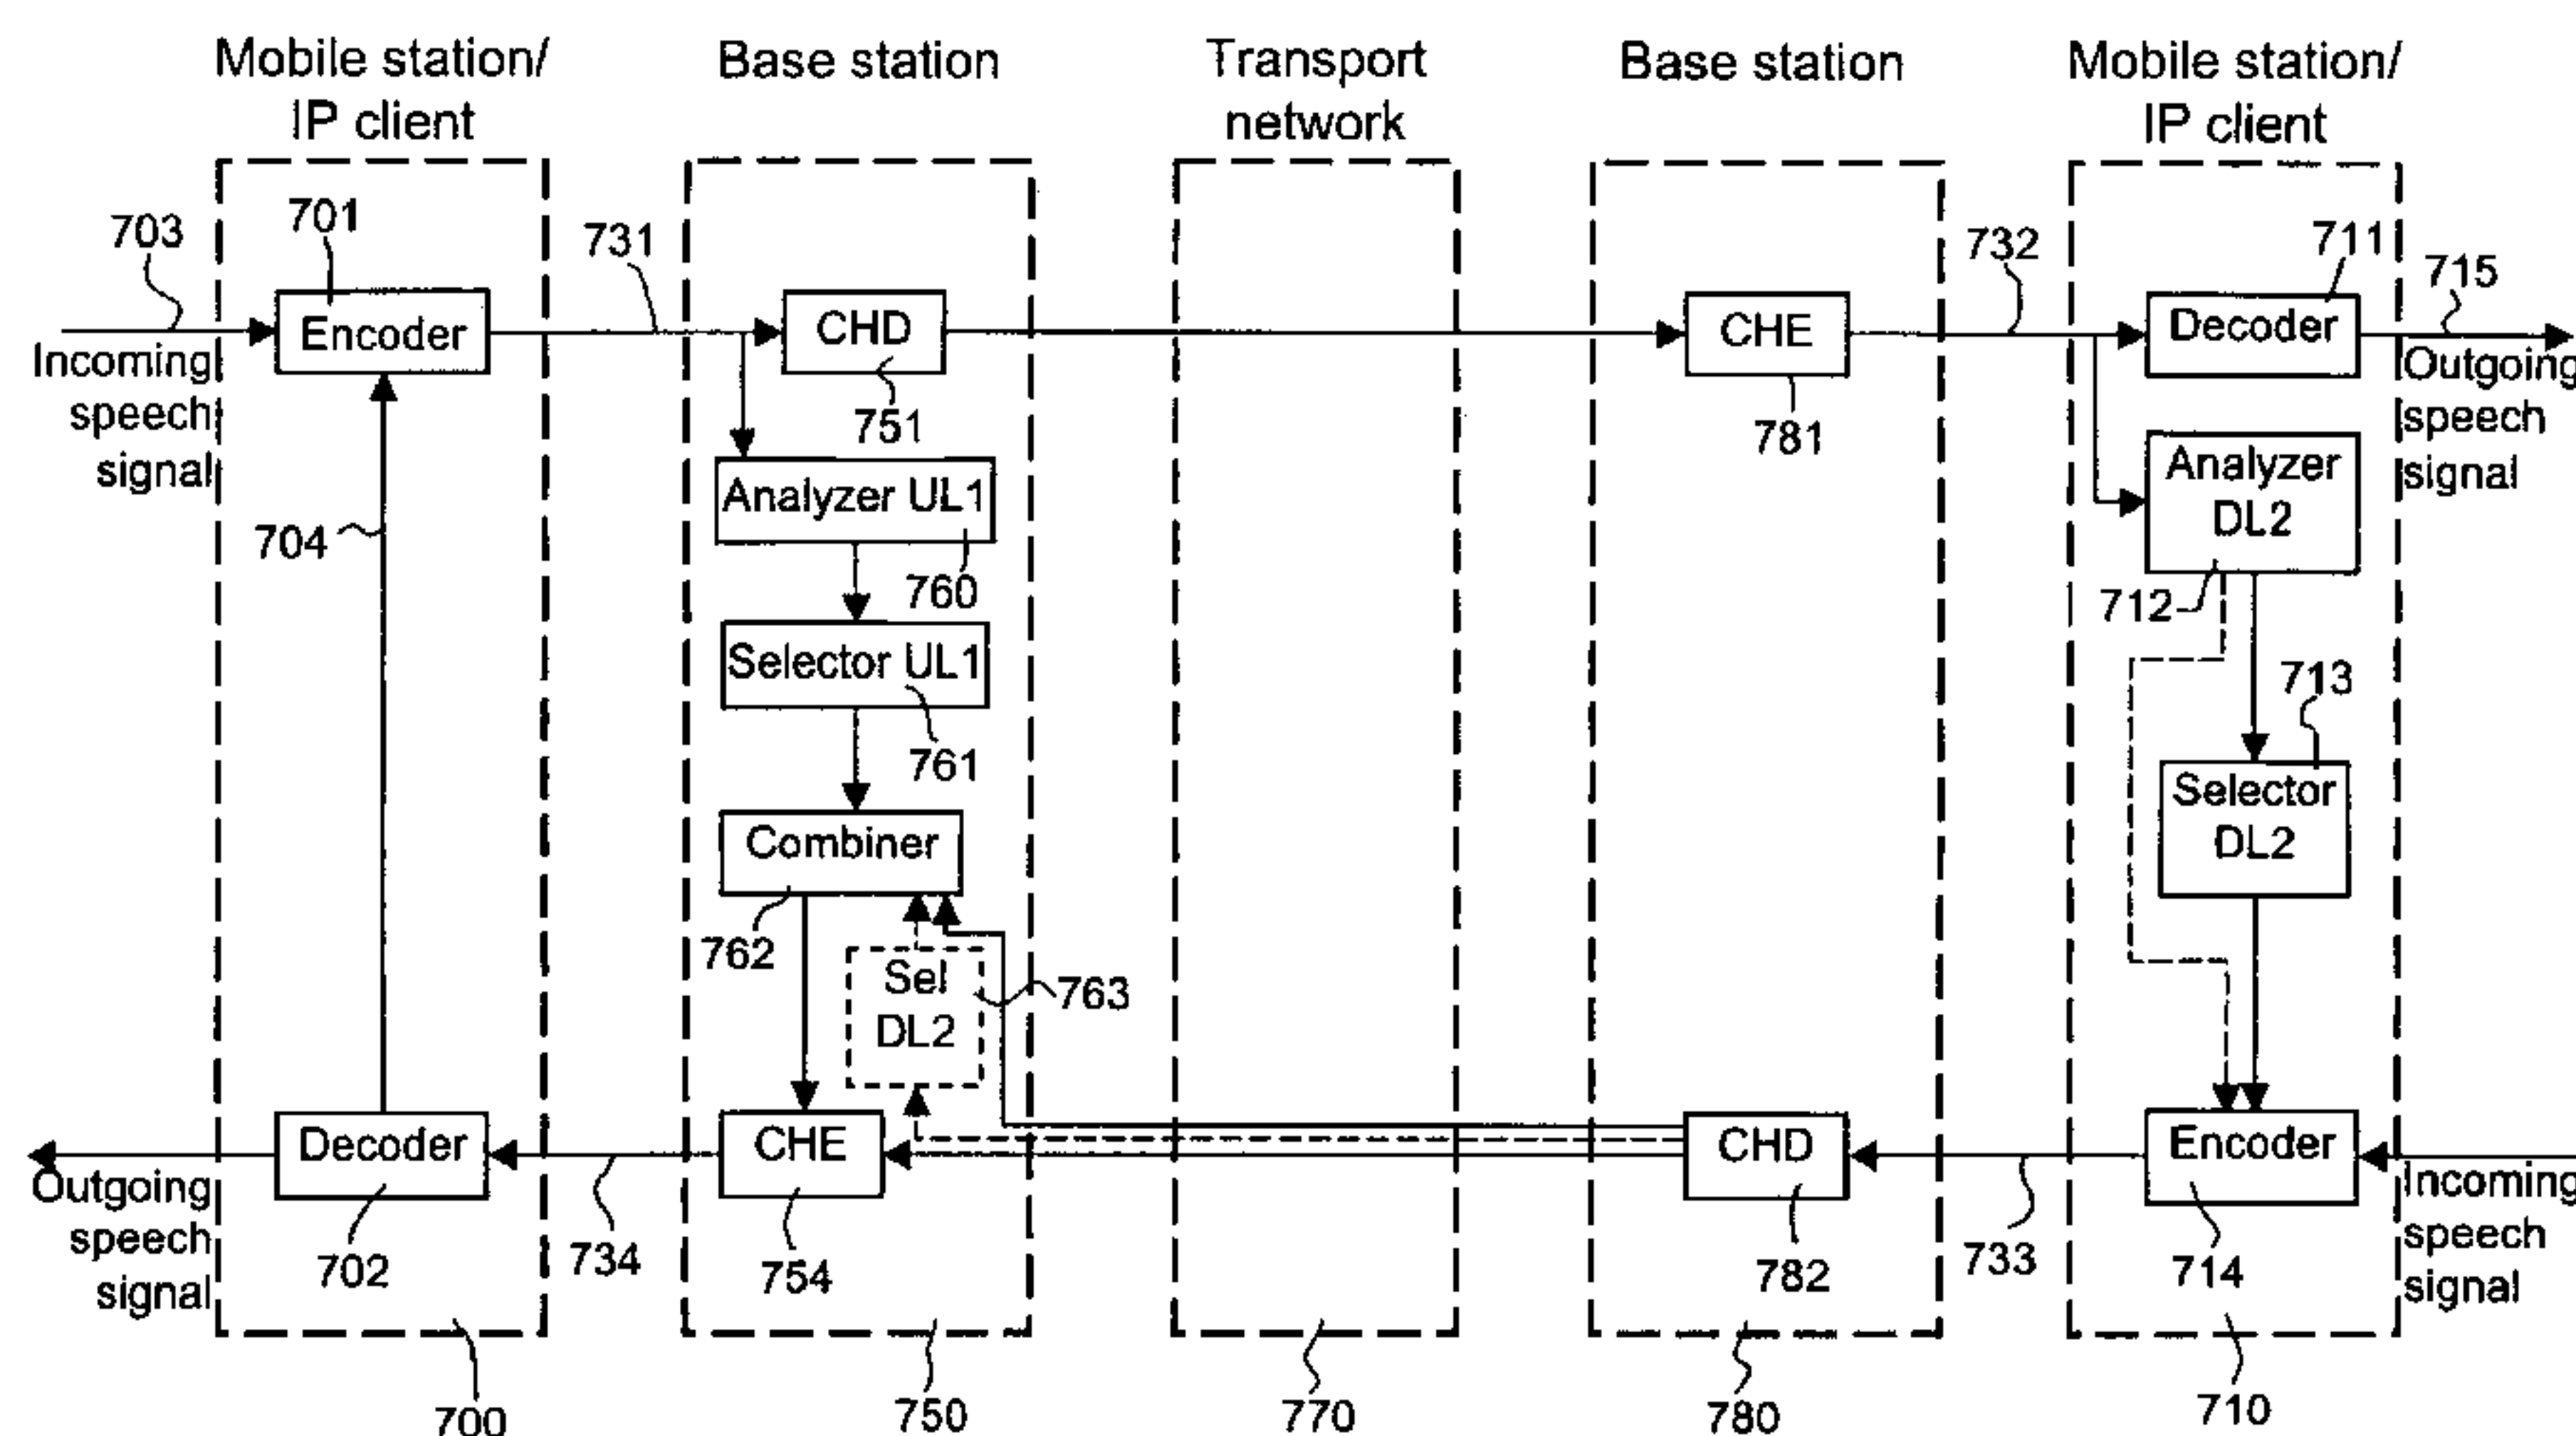 Mobile station/
IP client
Base station
Transport
network
Base station
Mobile station/
IP client
703
701
731
732
711
715
Encoder
CHD
CHE
Decoder
Incoming
speech
signal
751
781
Outgoing
speech
signal
Analyzer UL1
Analyzer
DL2
704
760
712
Selector UL1
713
761
Selector
DL2
Combiner
762
Sel
DL2
763
Decoder
CHE
CHD
Encoder
Outgoing
speech
signal
702
734
754
782
733
714
Incoming
speech
signal
700
750
770
780
710